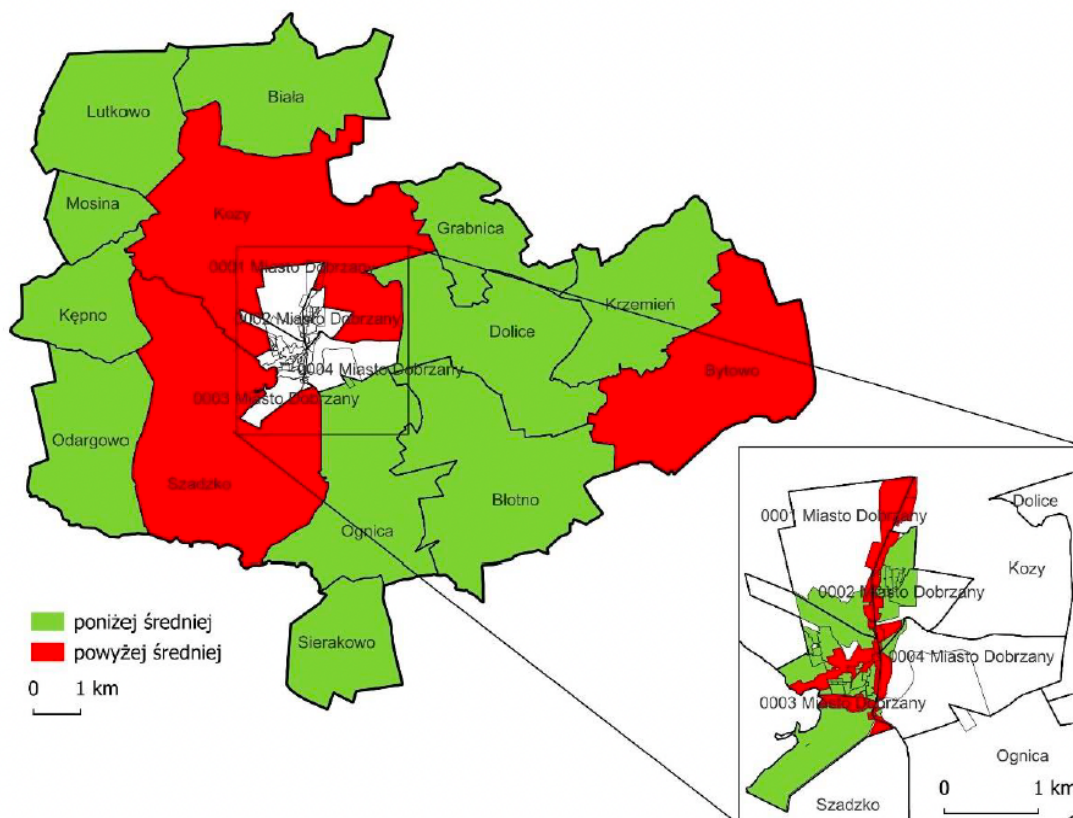 Biała
Lutkowo
Mosina
Kozy
Grabnica
0001 Miasto Dobrzany
Krzemień
Kępno
0002 Miasto Dobrzany
Dolice
0004 Miasto Dobrzany
Bytowo
0003 Miasto Dobrzany
Odargowo
Szadzko
Błotno
Ognica
Sierakowo
poniżej średniej
powyżej średniej
0 1 km
Dolice
0001 Miasto Dobrzany
Kozy
0002 Miasto Dobrzany
0004 Miasto Dobrzany
0003 Miasto Dobrzany
Ognica
0 1 km
Szadzko